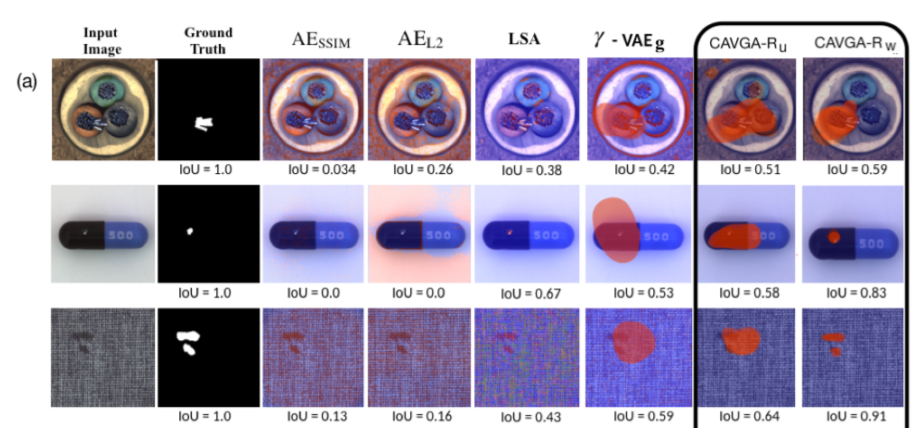 Input Image
Ground Truth
AE_SSIM
AE_L2
LSA
γ - VAE_g
CAVGA-R_u
CAVGA-R_w
(a)
IoU = 1.0
IoU = 0.034
IoU = 0.26
IoU = 0.38
IoU = 0.42
IoU = 0.51
IoU = 0.59
500
500
500
500
500
500
500
IoU = 1.0
IoU = 0.0
IoU = 0.0
IoU = 0.67
IoU = 0.53
IoU = 0.58
IoU = 0.83
IoU = 1.0
IoU = 0.13
IoU = 0.16
IoU = 0.43
IoU = 0.59
IoU = 0.64
IoU = 0.91